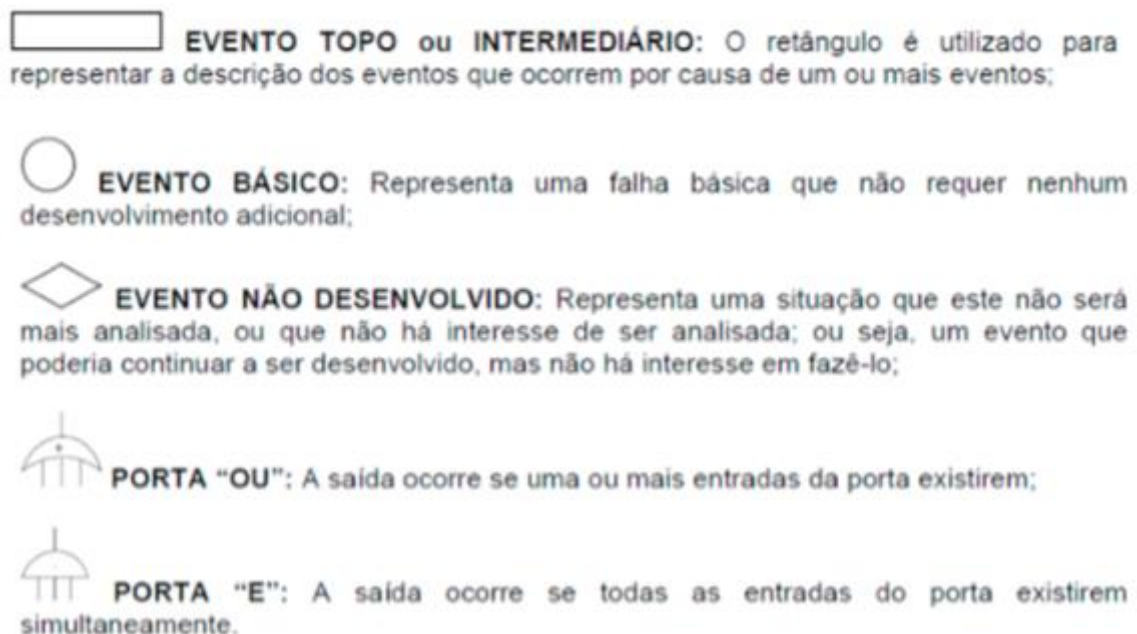 EVENTO TOPO ou INTERMEDIÁRIO: O retângulo é utilizado para
representar a descrição dos eventos que ocorrem por causa de um ou mais eventos;
EVENTO BÁSICO: Representa uma falha básica que não requer nenhum
desenvolvimento adicional;
EVENTO NÃO DESENVOLVIDO: Representa uma situação que este não será
mais analisada, ou que não há interesse de ser analisada; ou seja, um evento que
poderia continuar a ser desenvolvido, mas não há interesse em fazê-lo;
PORTA “OU”: A saída ocorre se uma ou mais entradas da porta existirem;
PORTA “E”: A saída ocorre se todas as entradas do porta existirem
simultaneamente.